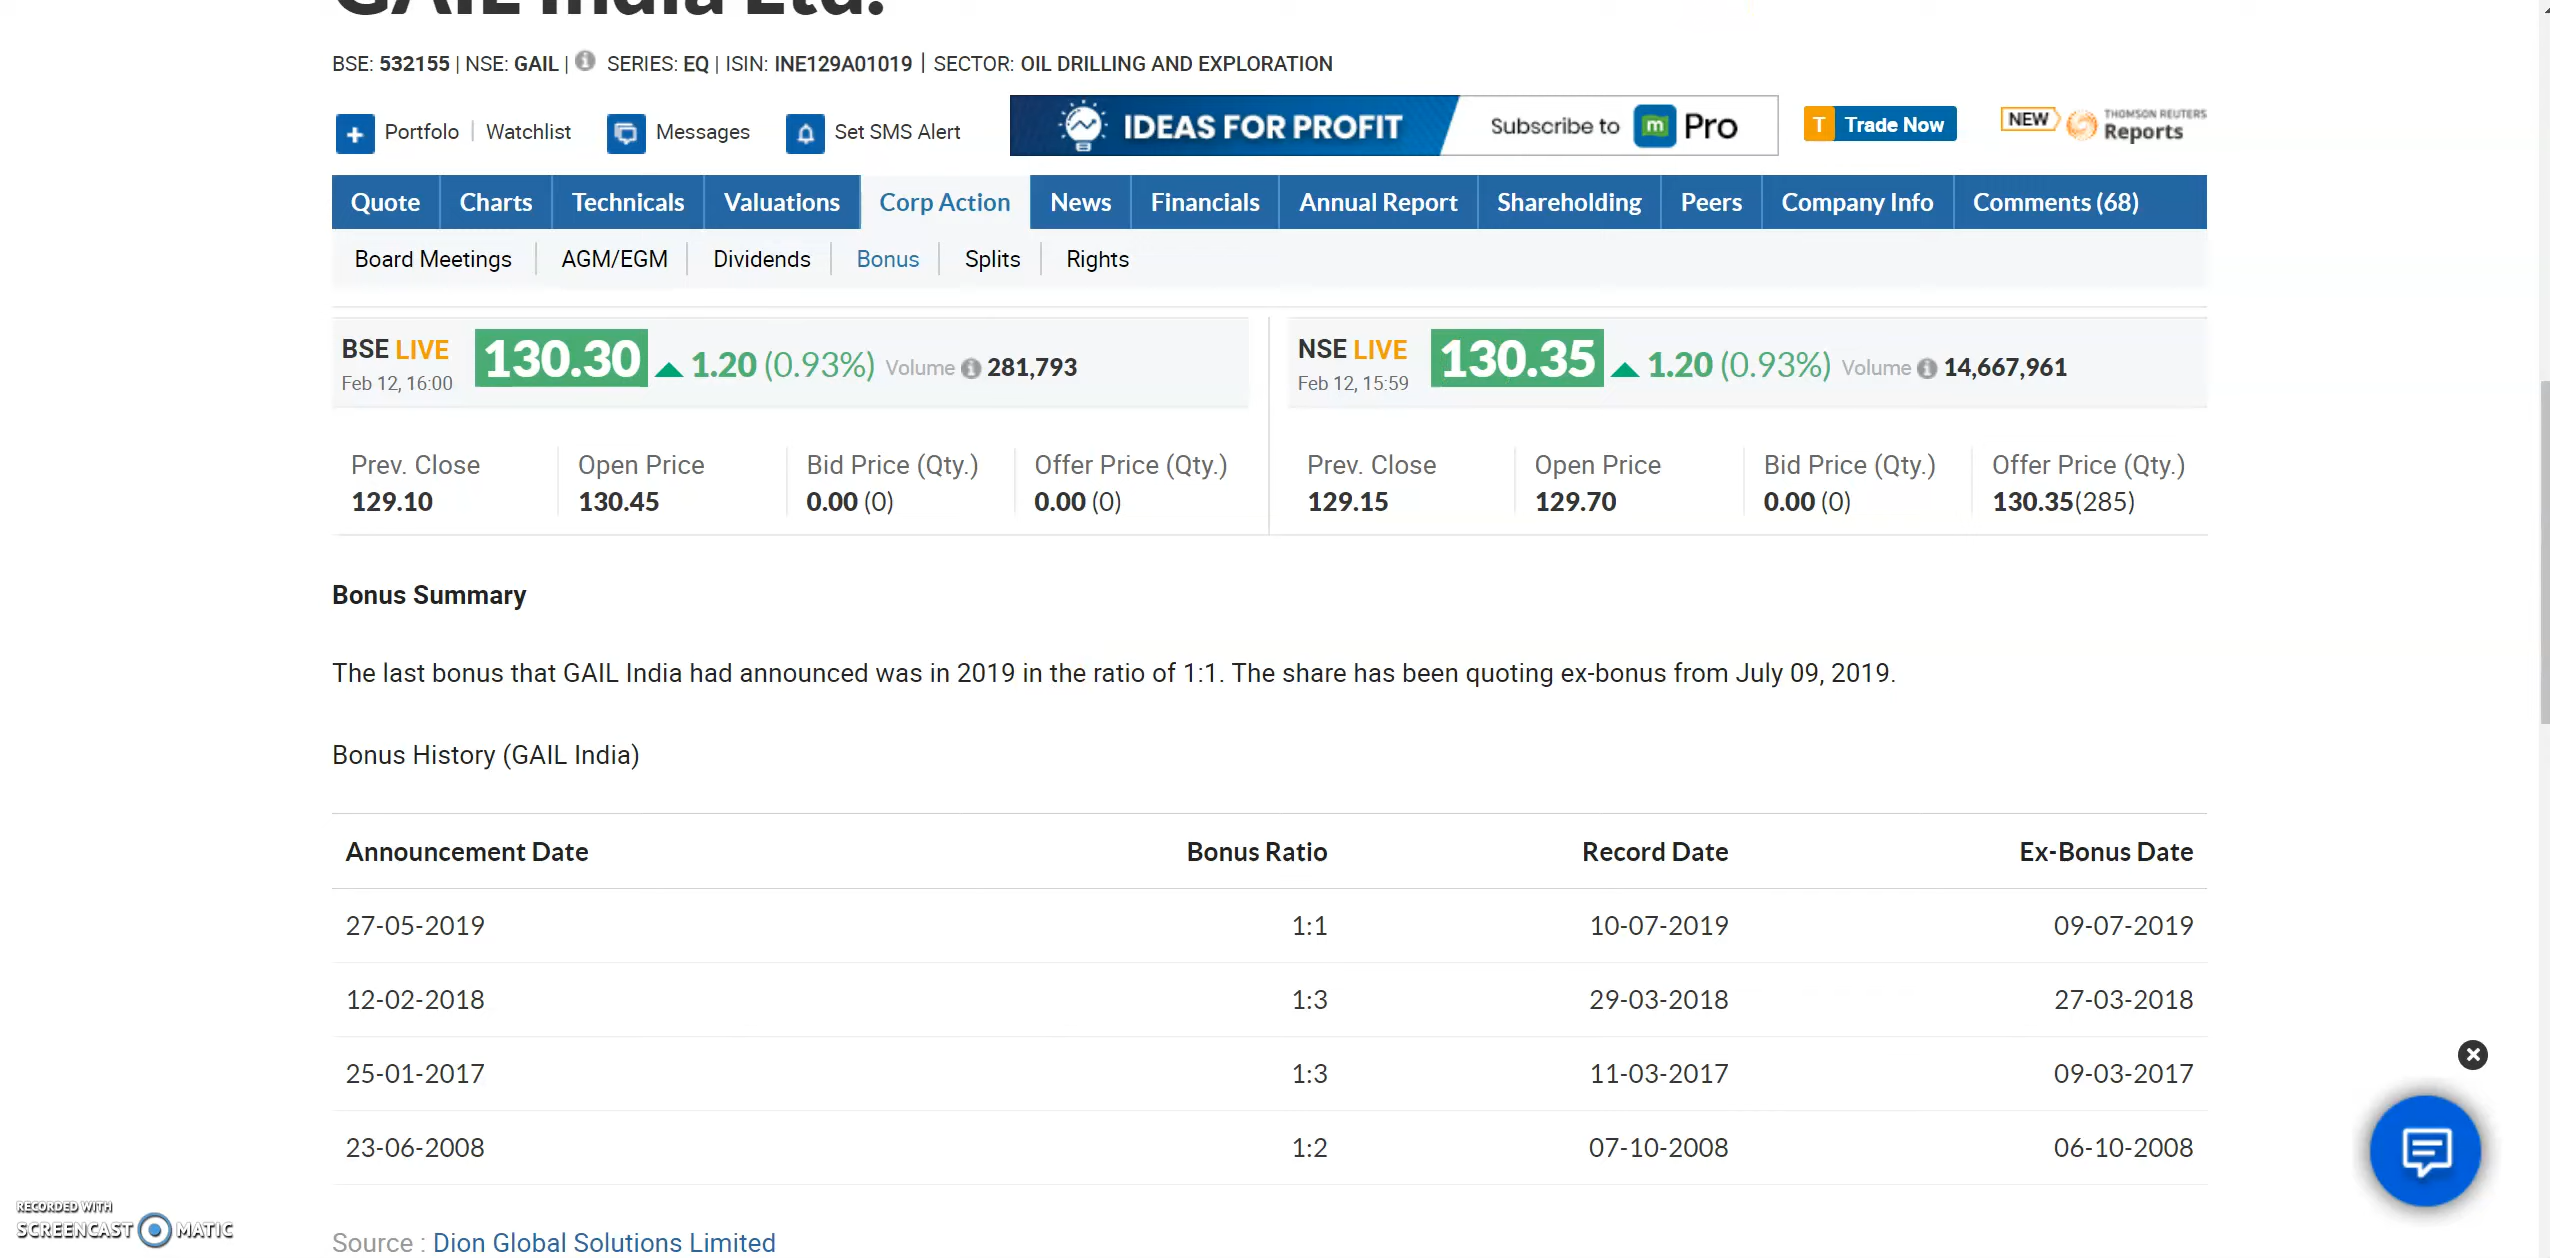 GAIL India Ltd.
BSE: 532155 | NSE: GAIL | SERIES: EQ | ISIN: INE129A01019 | SECTOR: OIL DRILLING AND EXPLORATION
Portfolo | Watchlist Messages Set SMS Alert IDEAS FOR PROFIT Subscribe to m Pro T Trade Now NEW THOMSON REUTERS Reports
Quote Charts Technicals Valuations Corp Action News Financials Annual Report Shareholding Peers Company Info Comments (68)
Board Meetings AGM/EGM Dividends Bonus Splits Rights
BSE LIVE 130.30 1.20 (0.93%) Volume 281,793
Feb 12, 16:00
NSE LIVE 130.35 1.20 (0.93%) Volume 14,667,961
Feb 12, 15:59
Prev. Close Open Price Bid Price (Qty.) Offer Price (Qty.)
129.10 130.45 0.00 (0) 0.00 (0)
Prev. Close Open Price Bid Price (Qty.) Offer Price (Qty.)
129.15 129.70 0.00 (0) 130.35(285)
Bonus Summary
The last bonus that GAIL India had announced was in 2019 in the ratio of 1:1. The share has been quoting ex-bonus from July 09, 2019.
Bonus History (GAIL India)
Announcement Date Bonus Ratio Record Date Ex-Bonus Date
27-05-2019 1:1 10-07-2019 09-07-2019
12-02-2018 1:3 29-03-2018 27-03-2018
25-01-2017 1:3 11-03-2017 09-03-2017
23-06-2008 1:2 07-10-2008 06-10-2008
RECORDED WITH
SCREENCAST MATIC
Source : Dion Global Solutions Limited